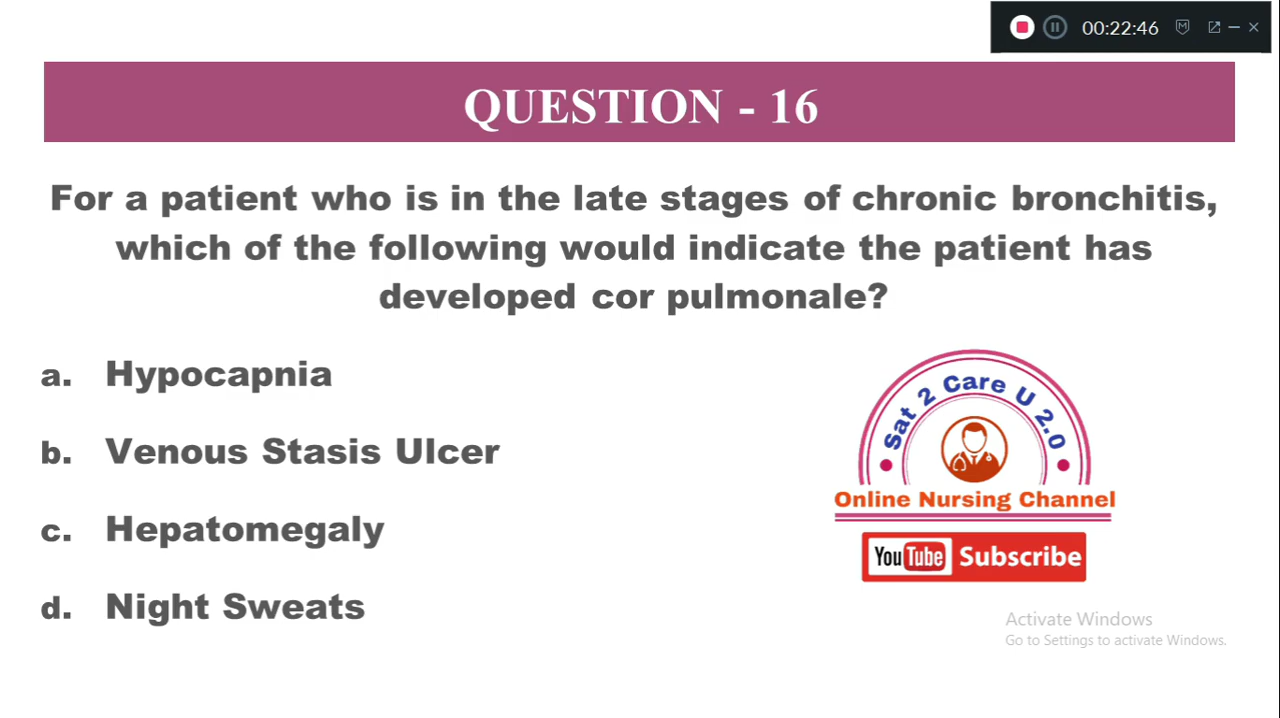 00:22:46
QUESTION - 16
For a patient who is in the late stages of chronic bronchitis,
which of the following would indicate the patient has
developed cor pulmonale?
a. Hypocapnia
b. Venous Stasis Ulcer
c. Hepatomegaly
d. Night Sweats
Sat 2 Care U 2.0
Online Nursing Channel
YouTube Subscribe
Activate Windows
Go to Settings to activate Windows.